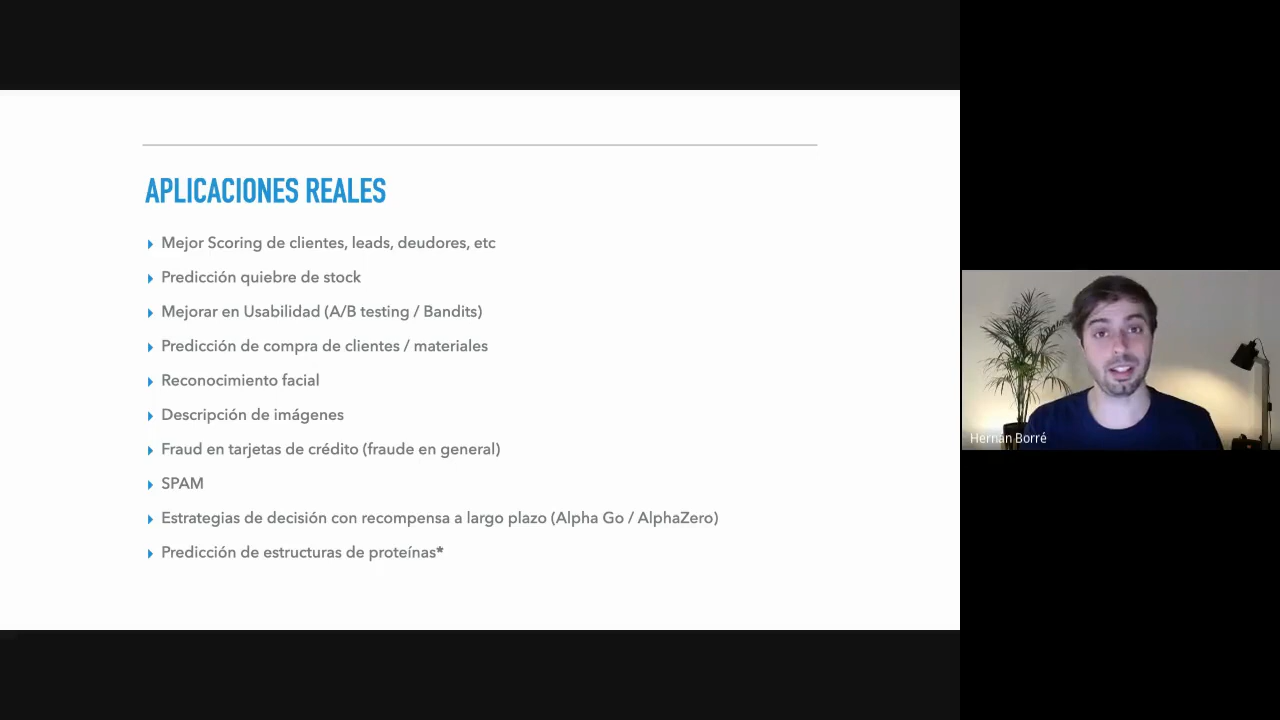 APLICACIONES REALES
Mejor Scoring de clientes, leads, deudores, etc
Predicción quiebre de stock
Mejorar en Usabilidad (A/B testing / Bandits)
Predicción de compra de clientes / materiales
Reconocimiento facial
Descripción de imágenes
Fraud en tarjetas de crédito (fraude en general)
SPAM
Estrategias de decisión con recompensa a largo plazo (Alpha Go / AlphaZero)
Predicción de estructuras de proteínas*
Hernán Borré